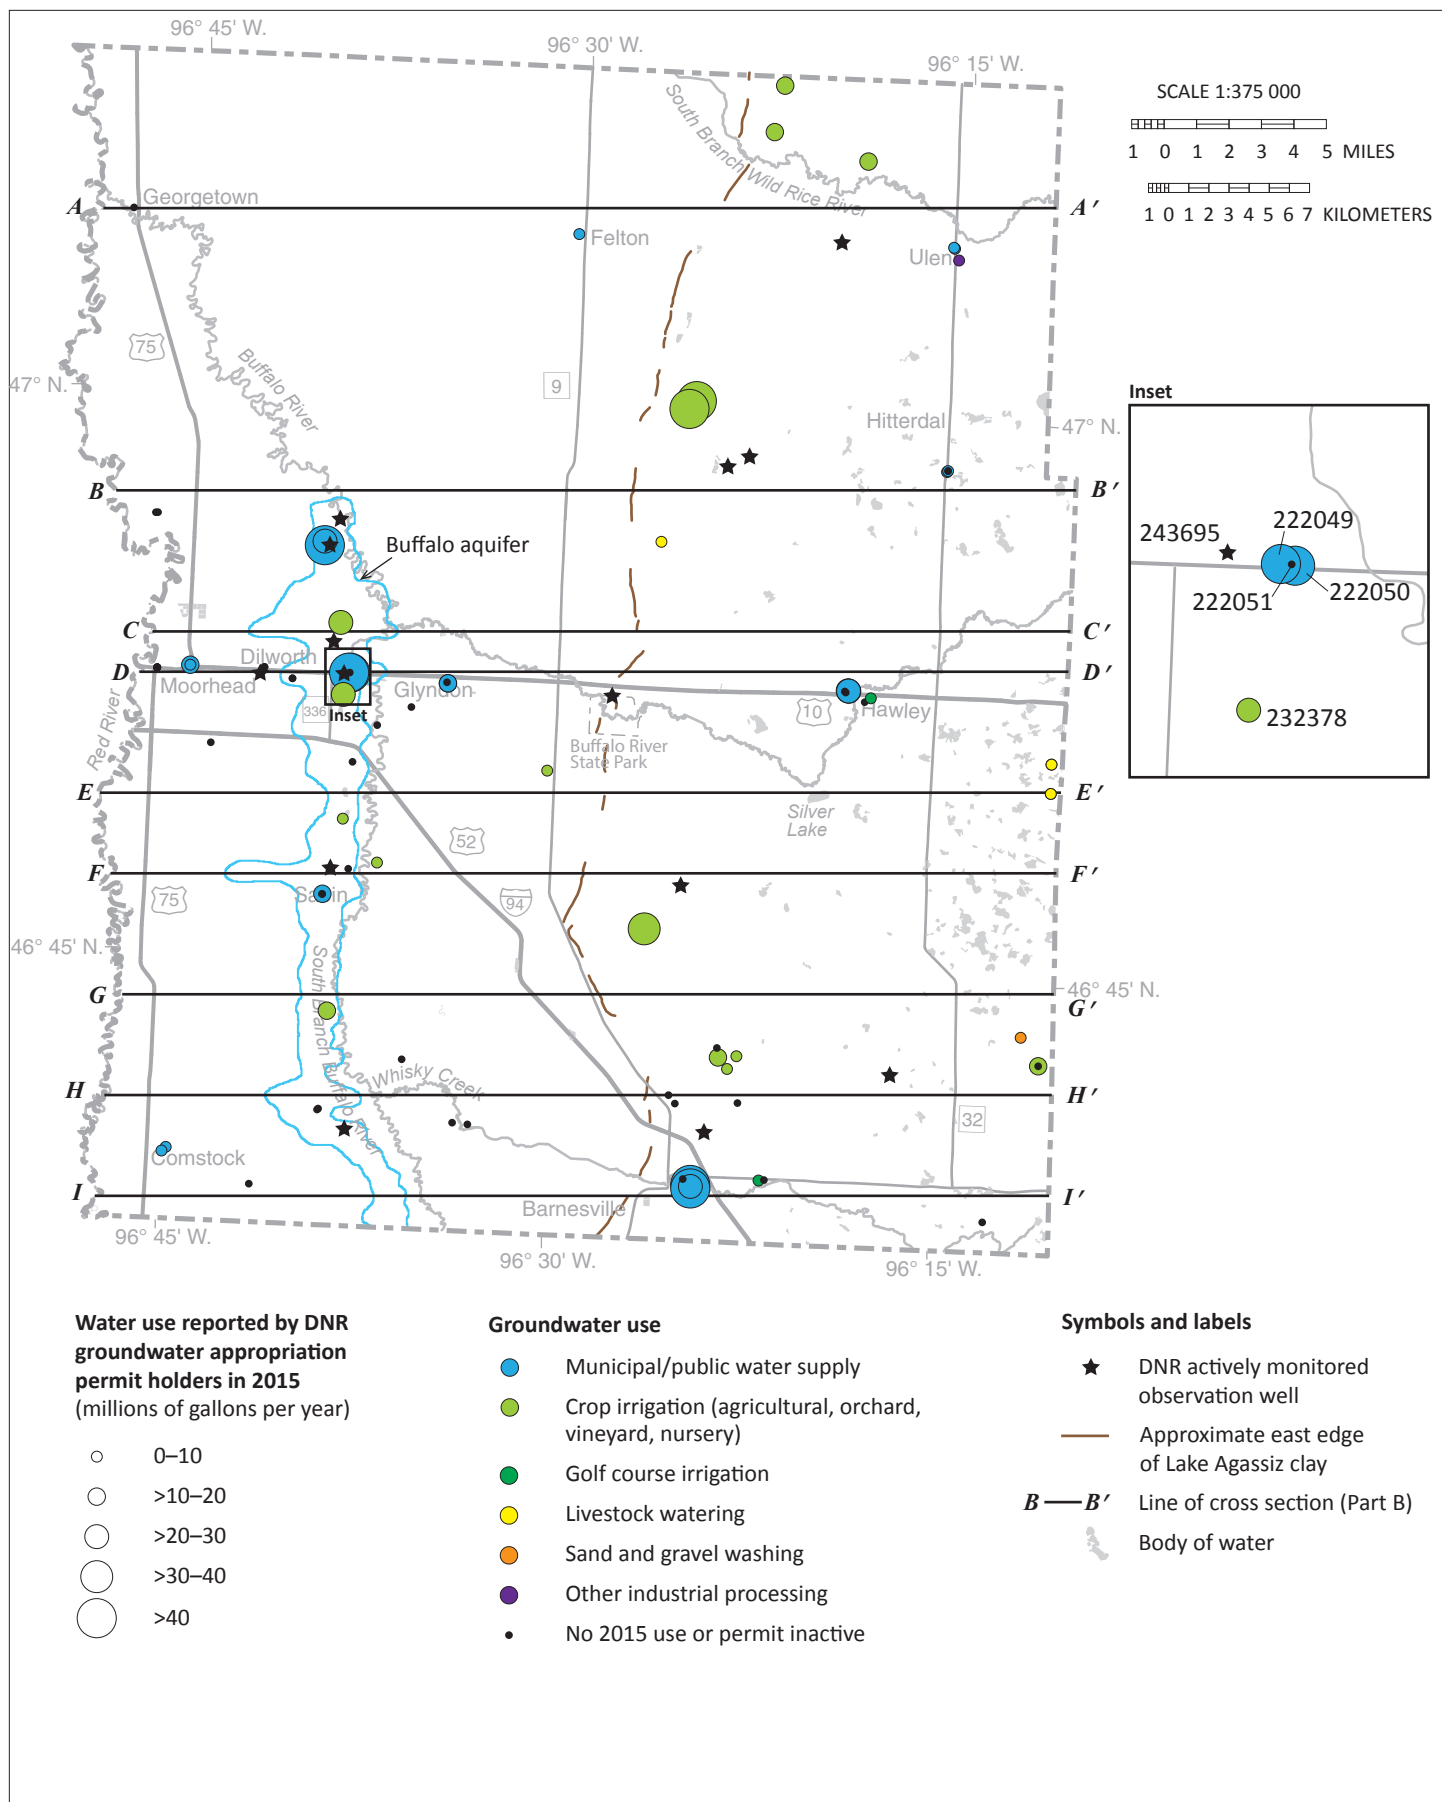 96° 45' W.
96° 30' W.
96° 15' W.
SCALE 1:375 000
1 0 1 2 3 4 5 MILES
1 0 1 2 3 4 5 6 7 KILOMETERS
South Branch Wild Rice River
Georgetown
A
A′
Felton
Ulen
75
Buffalo River
9
47° N.
47° N.
Hitterdal
B
B′
Buffalo aquifer
C
C′
Dilworth
D
D′
Moorhead
Glyndon
Hawley
336
Inset
10
Red River
Buffalo River
State Park
E
E′
Silver
Lake
52
F
F′
75
Sabin
94
46° 45' N.
South Branch Buffalo River
G
46° 45' N.
G′
Whisky Creek
H
H′
32
Comstock
I
I′
Barnesville
96° 45' W.
96° 30' W.
96° 15' W.
Inset
243695
222049
222051
222050
232378
Water use reported by DNR
groundwater appropriation
permit holders in 2015
(millions of gallons per year)
0–10
>10–20
>20–30
>30–40
>40
Groundwater use
Municipal/public water supply
Crop irrigation (agricultural, orchard,
vineyard, nursery)
Golf course irrigation
Livestock watering
Sand and gravel washing
Other industrial processing
No 2015 use or permit inactive
Symbols and labels
DNR actively monitored
observation well
Approximate east edge
of Lake Agassiz clay
B B′ Line of cross section (Part B)
Body of water